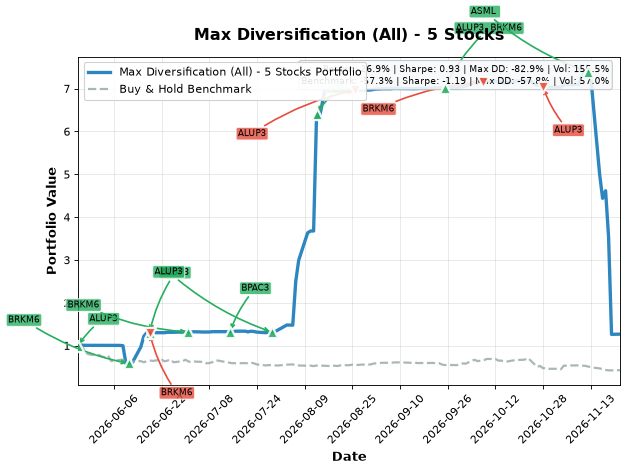 ASML
ALUP3, BRKM6
Max Diversification (All) - 5 Stocks
Max Diversification (All) - 5 Stocks Portfolio
Buy & Hold Benchmark
6.9% | Sharpe: 0.93 | Max DD: -82.9% | Vol:
Benchmark: -57.3% | Sharpe: -1.19 | Max DD: -57.8% | Vol: 57.0%
7
BRKM6
ALUP3
ALUP3
6
5
4
Portfolio Value
3
ALUP3
BPAC3
2
BRKM6
BRKM6
ALUP3
1
BRKM6
2026-06-06
2026-06-22
2026-07-08
2026-07-24
2026-08-09
2026-08-25
2026-09-10
2026-09-26
2026-10-12
2026-10-28
2026-11-13
Date